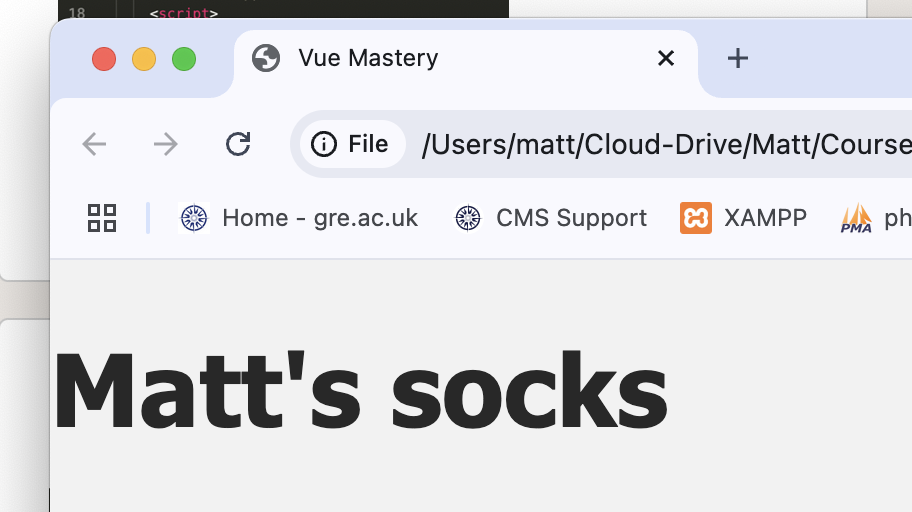 18 <script>
Vue Mastery
File /Users/matt/Cloud-Drive/Matt/Course
Home - gre.ac.uk CMS Support XAMPP PMA ph
Matt's socks